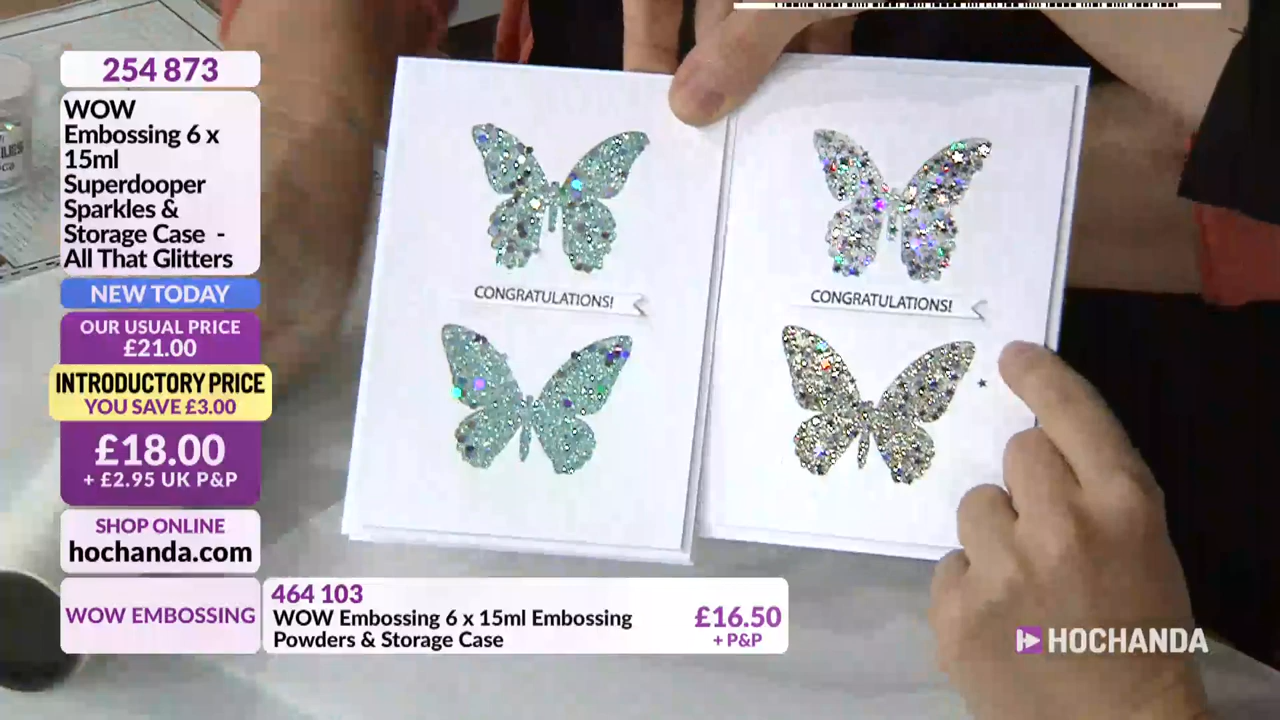 254 873
WOW
Embossing 6 x
15ml
Superdooper
Sparkles &
Storage Case -
All That Glitters
NEW TODAY
OUR USUAL PRICE
£21.00
INTRODUCTORY PRICE
YOU SAVE £3.00
£18.00
+ £2.95 UK P&P
SHOP ONLINE
hochanda.com
WOW EMBOSSING
464 103
WOW Embossing 6 x 15ml Embossing
Powders & Storage Case
£16.50
+ P&P
CONGRATULATIONS!
CONGRATULATIONS!
HOCHANDA